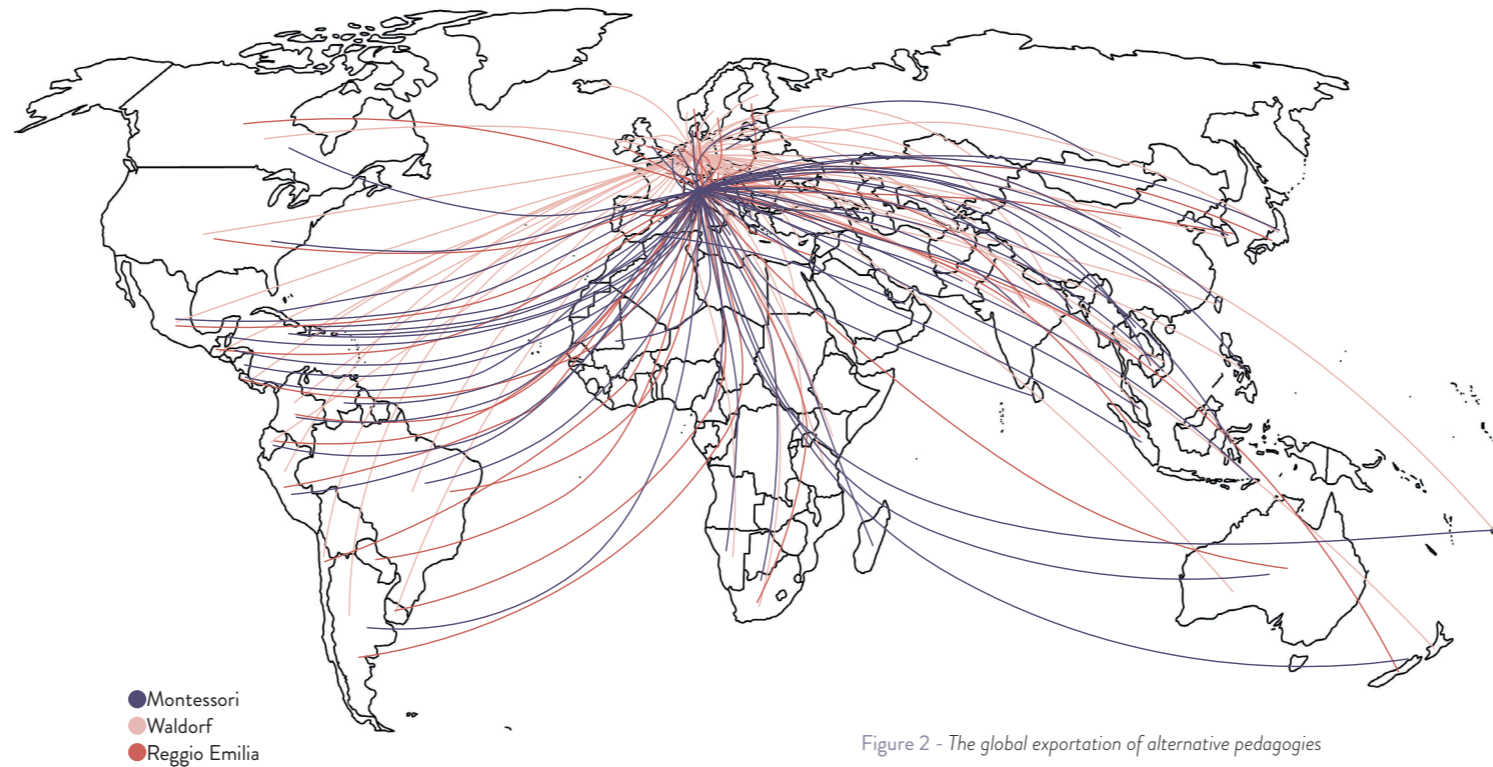 Montessori
Waldorf
Reggio Emilia
Figure 2 - The global exportation of alternative pedagogies